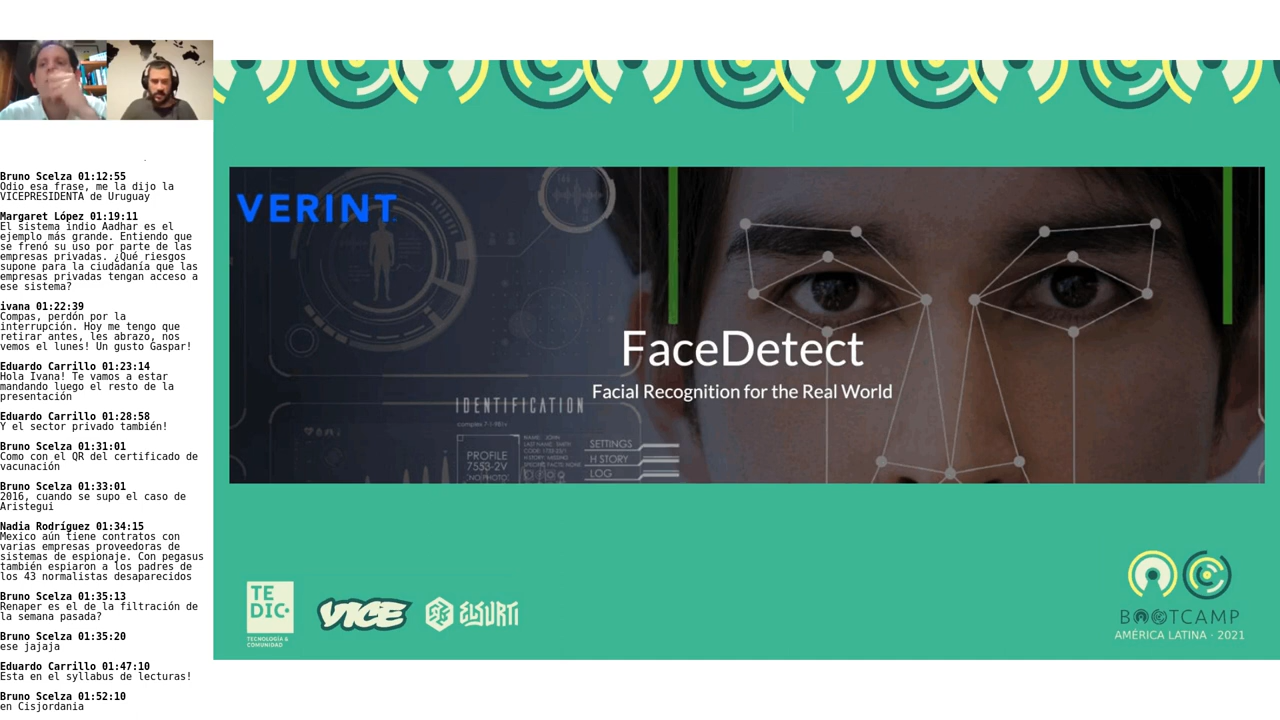 Bruno Scelza 01:12:55
Odio esa frase, me la dijo la
VICEPRESIDENTA de Uruguay
Margaret López 01:19:11
El sistema indio Aadhar es el
ejemplo más grande. Entiendo que
se frenó su uso por parte de las
empresas privadas. ¿Qué riesgos
supone para la ciudadanía que las
empresas privadas tengan acceso a
ese sistema?
ivana 01:22:39
Compas, perdón por la
interrupción. Hoy me tengo que
retirar antes, les abrazo, nos
vemos el lunes! Un gusto Gaspar!
Eduardo Carrillo 01:23:14
Hola Ivana! Te vamos a estar
mandando luego el resto de la
presentación
Eduardo Carrillo 01:28:58
Y el sector privado también!
Bruno Scelza 01:31:01
Como con el QR del certificado de
vacunación
Bruno Scelza 01:33:01
2016, cuando se supo el caso de
Aristegui
Nadia Rodríguez 01:34:15
Mexico aún tiene contratos con
varias empresas proveedoras de
sistemas de espionaje. Con pegasus
también espiaron a los padres de
los 43 normalistas desaparecidos
Bruno Scelza 01:35:13
Renaper es el de la filtración de
la semana pasada?
Bruno Scelza 01:35:20
ese jajaja
Eduardo Carrillo 01:47:10
Esta en el syllabus de lecturas!
Bruno Scelza 01:52:10
en Cisjordania
VERINT
FaceDetect
Facial Recognition for the Real World
IDENTIFICATION
complex 7-I-REL
PROFILE
7553-2V
NO PHOTO
NAME: JOHN
LAST NAME: SMITH
SETTINGS
H STORY
LOG
TE
DIC
TECNOLOGÍA &
COMUNIDAD
VICE
ELSURTI
BOOTCAMP
AMÉRICA LATINA · 2021